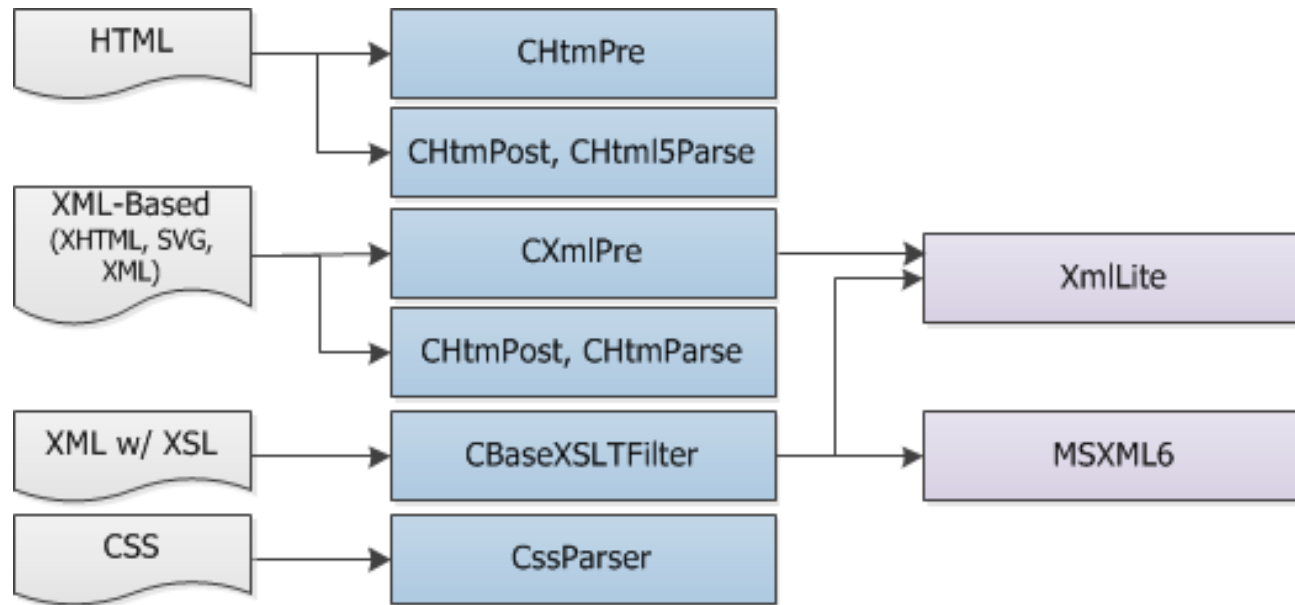 HTML
CHtmPre
CHtmPost, CHtml5Parse
XML-Based
(XHTML, SVG,
XML)
CXmlPre
XmlLite
CHtmPost, CHtmParse
XML w/ XSL
CBaseXSLTFilter
MSXML6
CSS
CssParser